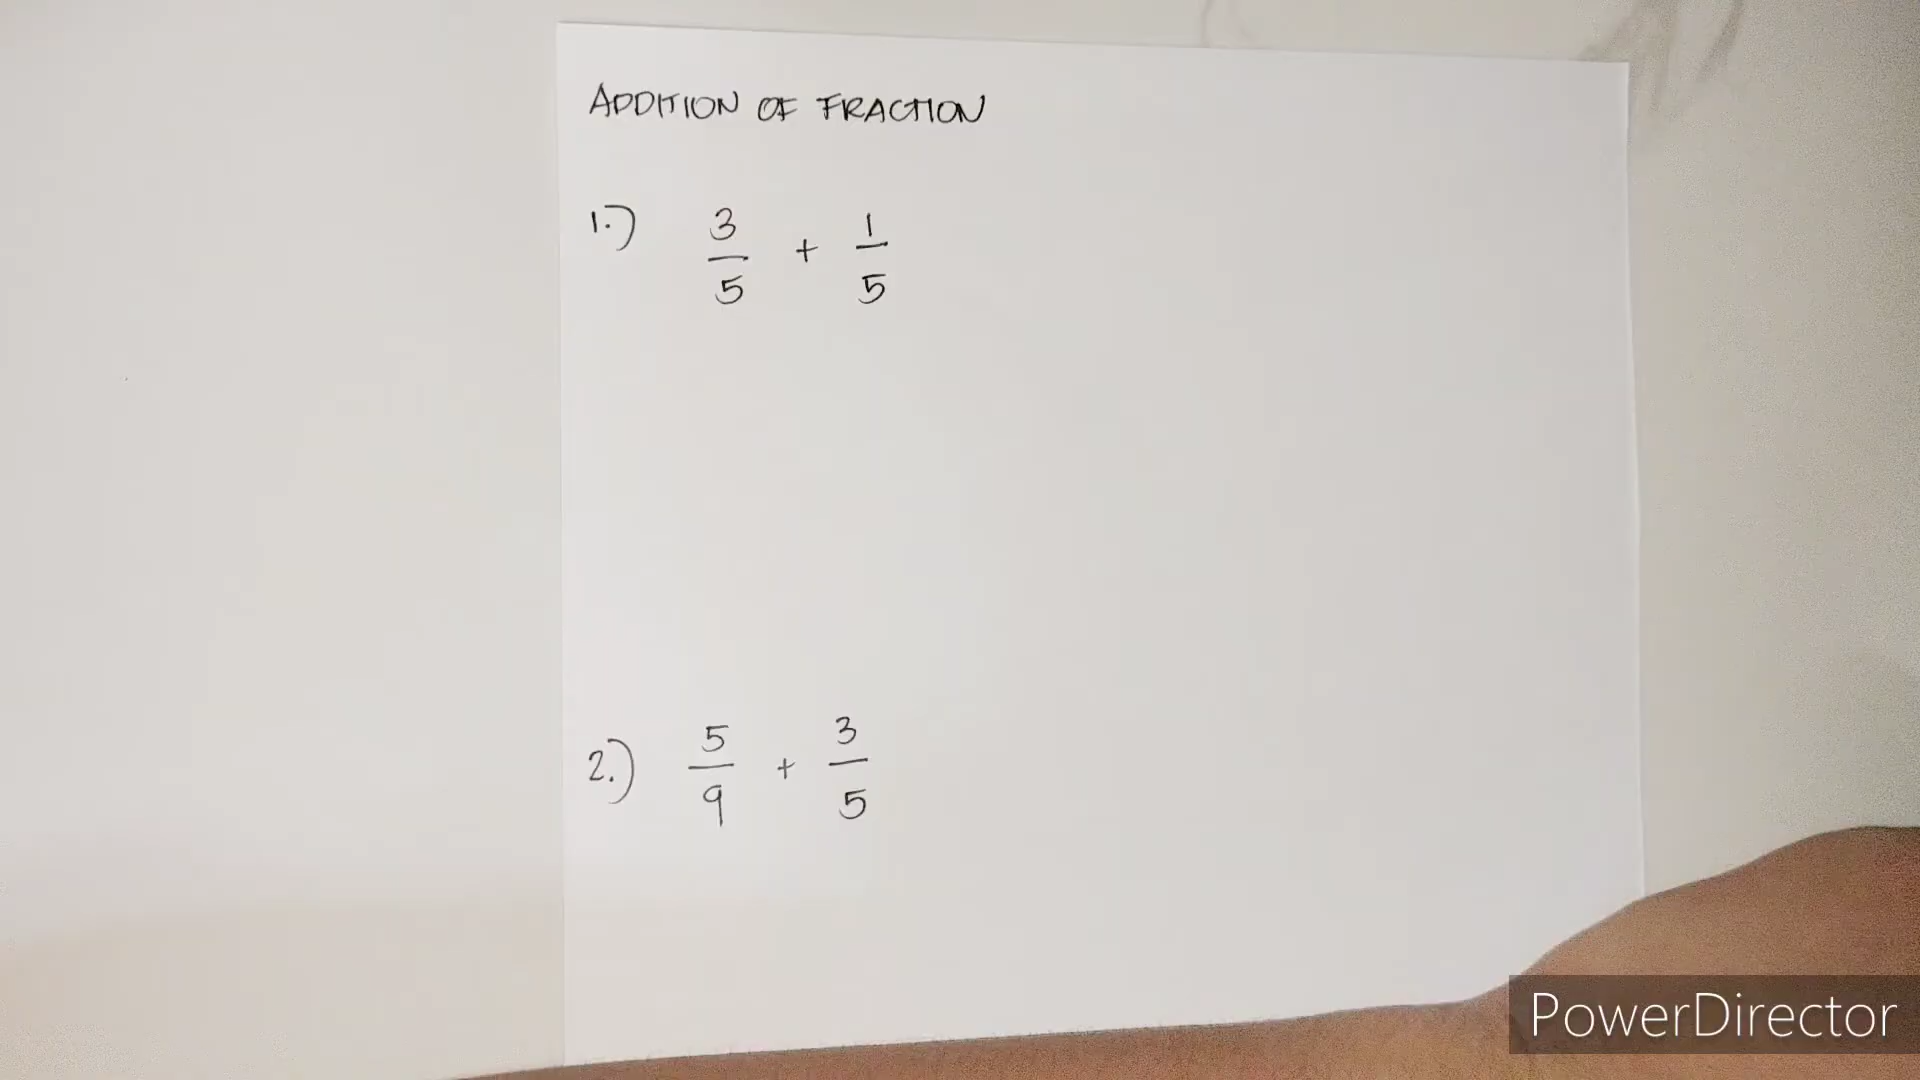 ADDITION OF FRACTION
1.) 3/5 + 1/5
2.) 5/9 + 3/5
PowerDirector